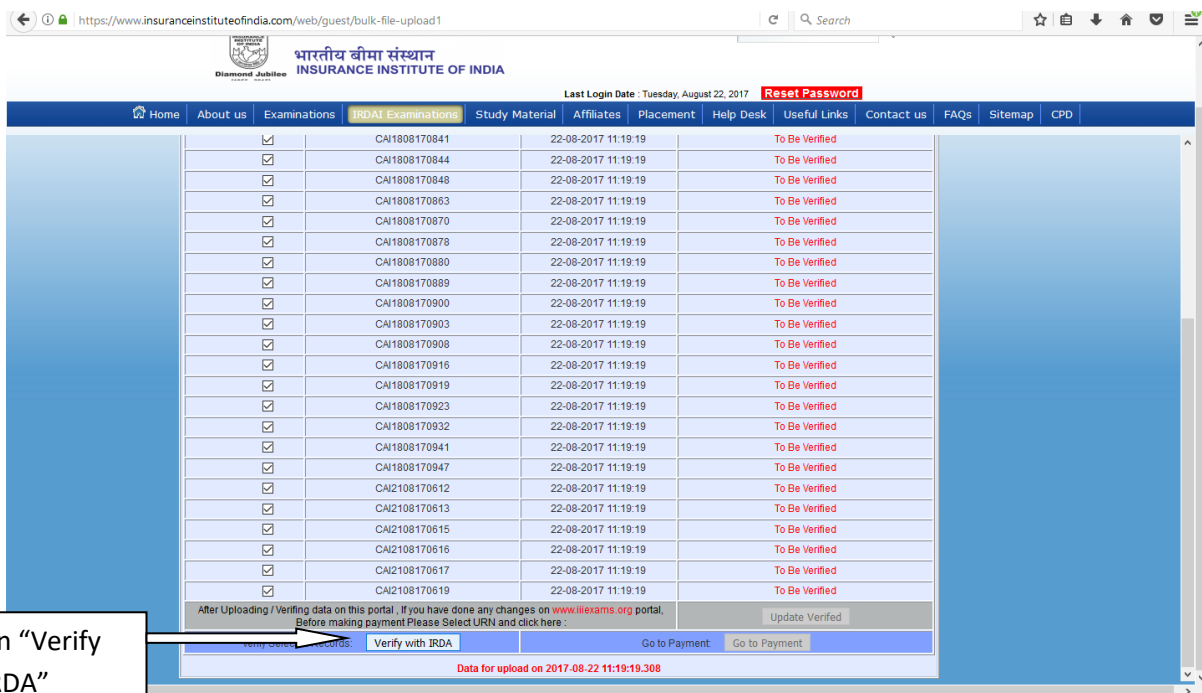 https://www.insuranceinstituteofindia.com/web/guest/bulk-file-upload1
Search
INSURANCE
INSTITUTE
OF INDIA
Diamond Jubilee
भारतीय बीमा संस्थान
INSURANCE INSTITUTE OF INDIA
Last Login Date : Tuesday, August 22, 2017 Reset Password
Home About us Examinations IRDAI Examinations Study Material Affiliates Placement Help Desk Useful Links Contact us FAQs Sitemap CPD
CAI1808170841 22-08-2017 11:19:19 To Be Verified
CAI1808170844 22-08-2017 11:19:19 To Be Verified
CAI1808170848 22-08-2017 11:19:19 To Be Verified
CAI1808170863 22-08-2017 11:19:19 To Be Verified
CAI1808170870 22-08-2017 11:19:19 To Be Verified
CAI1808170878 22-08-2017 11:19:19 To Be Verified
CAI1808170880 22-08-2017 11:19:19 To Be Verified
CAI1808170889 22-08-2017 11:19:19 To Be Verified
CAI1808170900 22-08-2017 11:19:19 To Be Verified
CAI1808170903 22-08-2017 11:19:19 To Be Verified
CAI1808170908 22-08-2017 11:19:19 To Be Verified
CAI1808170916 22-08-2017 11:19:19 To Be Verified
CAI1808170919 22-08-2017 11:19:19 To Be Verified
CAI1808170923 22-08-2017 11:19:19 To Be Verified
CAI1808170932 22-08-2017 11:19:19 To Be Verified
CAI1808170941 22-08-2017 11:19:19 To Be Verified
CAI1808170947 22-08-2017 11:19:19 To Be Verified
CAI2108170612 22-08-2017 11:19:19 To Be Verified
CAI2108170613 22-08-2017 11:19:19 To Be Verified
CAI2108170615 22-08-2017 11:19:19 To Be Verified
CAI2108170616 22-08-2017 11:19:19 To Be Verified
CAI2108170617 22-08-2017 11:19:19 To Be Verified
CAI2108170619 22-08-2017 11:19:19 To Be Verified
After Uploading / Verifing data on this portal , If you have done any changes on www.iiiexams.org portal,
Before making payment Please Select URN and click here : Update Verifed
Records: Verify with IRDA Go to Payment: Go to Payment
n “Verify
RDA”
Data for upload on 2017-08-22 11:19:19.308